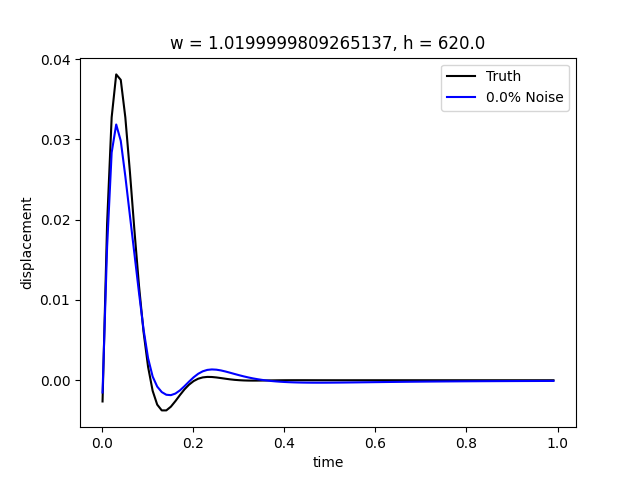 w = 1.0199999809265137, h = 620.0
Truth
0.0% Noise
0.04
0.03
0.02
0.01
0.00
displacement
0.0 0.2 0.4 0.6 0.8 1.0
time